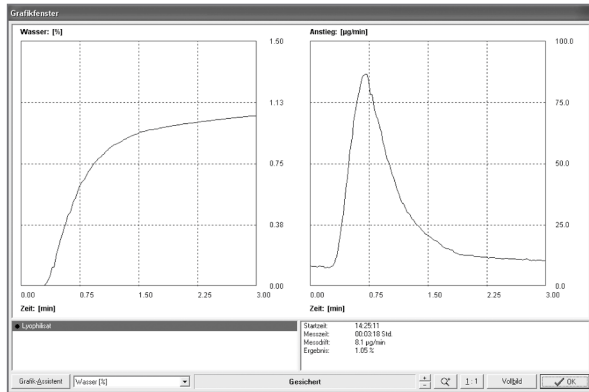 Grafikfenster
Wasser: [%]
1.50
1.13
0.75
0.38
0.00
0.00 0.75 1.50 2.25 3.00
Zeit: [min]
Anstieg: [µg/min]
100.0
75.0
50.0
25.0
0.0
0.00 0.75 1.50 2.25 3.00
Zeit: [min]
Lyophilisat
Startzeit: 14:25:11
Messzeit: 00:03:18 Std.
Messdrift: 8.1 µg/min
Ergebnis: 1.05 %
Grafik-Assistent Wasser [%] Gesichert + - 1:1 Vollbild OK